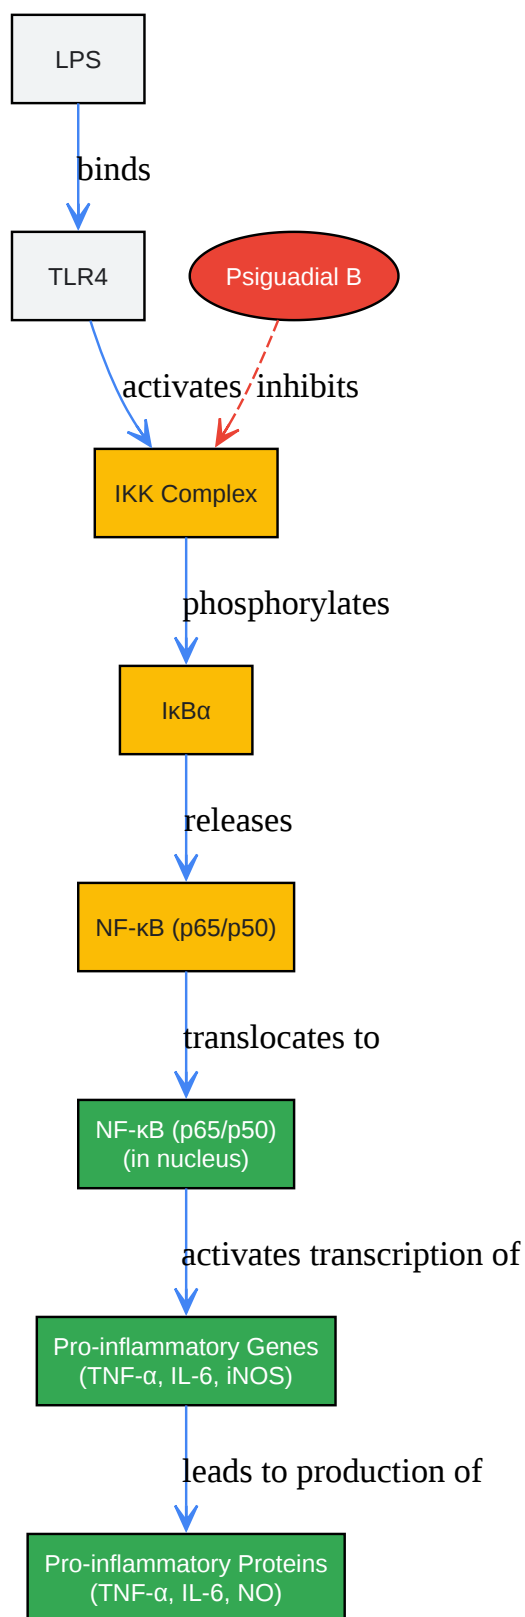 LPS
binds
TLR4
Psiguadial B
activates
inhibits
IKK Complex
phosphorylates
IκBα
releases
NF-κB (p65/p50)
translocates to
NF-κB (p65/p50)
(in nucleus)
activates transcription of
Pro-inflammatory Genes
(TNF-α, IL-6, iNOS)
leads to production of
Pro-inflammatory Proteins
(TNF-α, IL-6, NO)